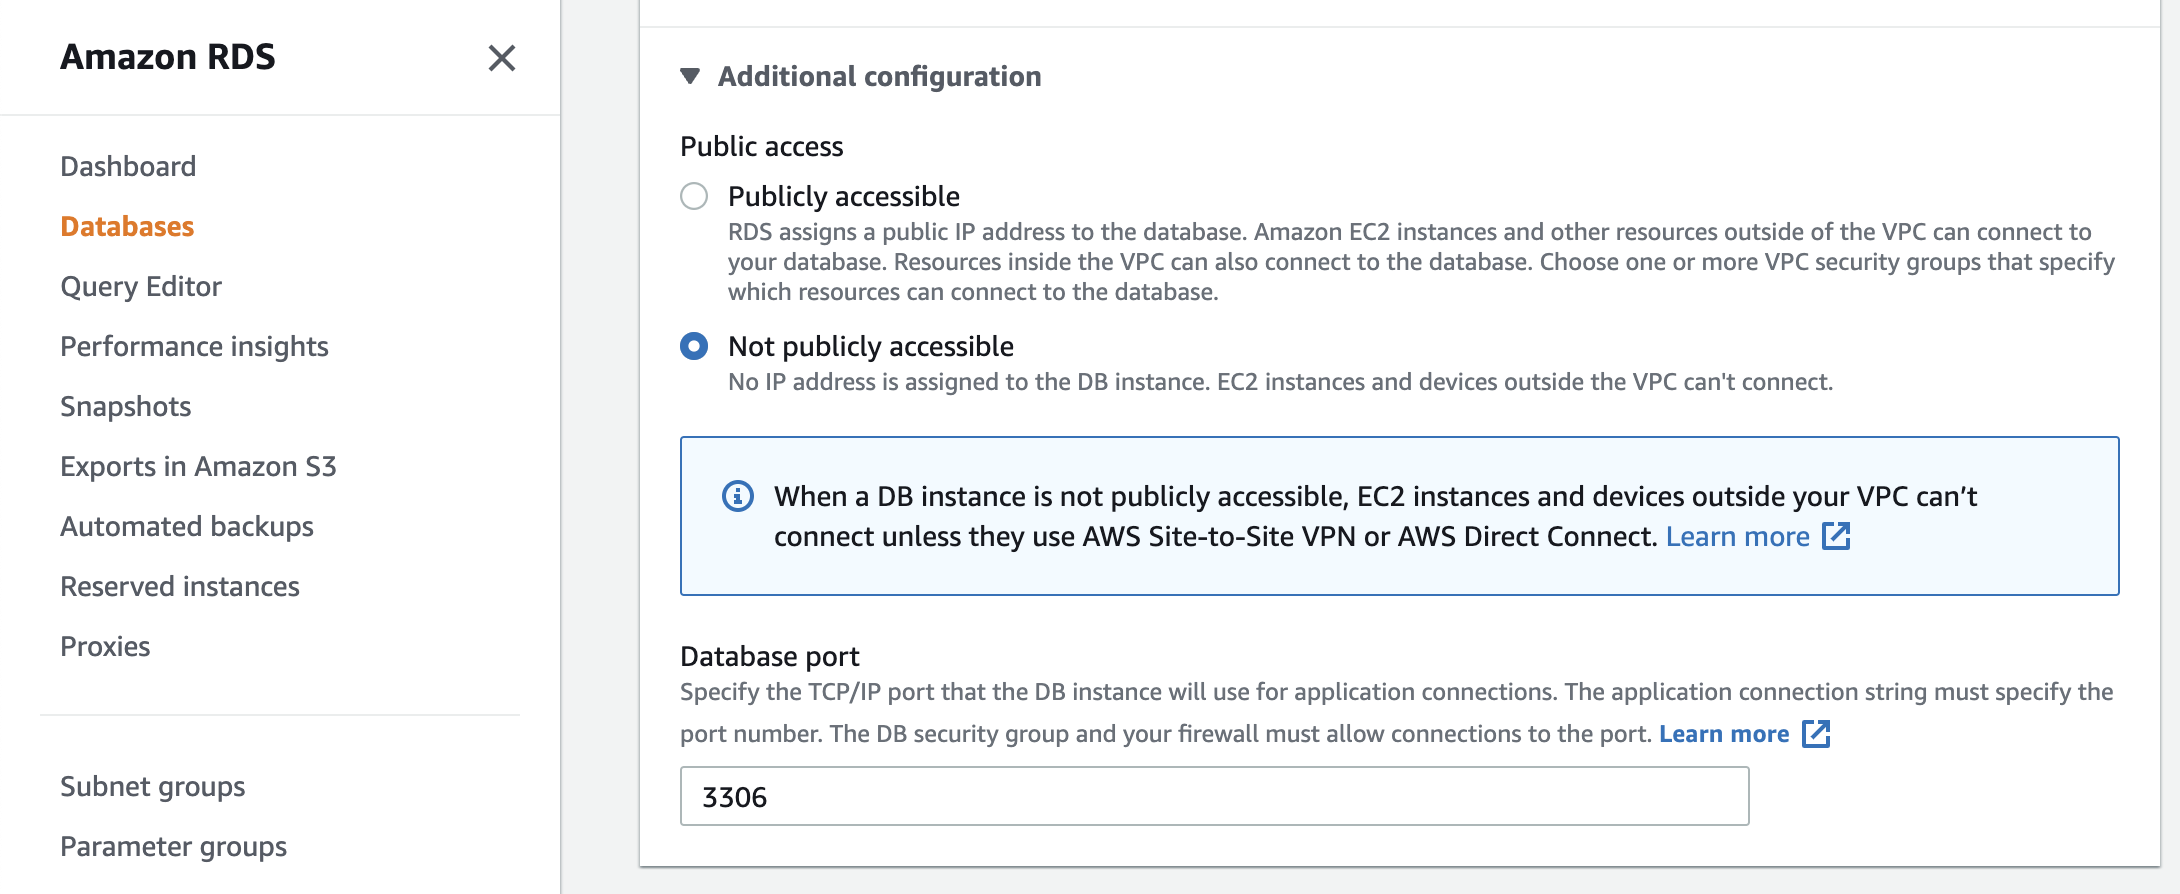 Amazon RDS
Dashboard
Databases
Query Editor
Performance insights
Snapshots
Exports in Amazon S3
Automated backups
Reserved instances
Proxies
Subnet groups
Parameter groups
Additional configuration
Public access
Publicly accessible
RDS assigns a public IP address to the database. Amazon EC2 instances and other resources outside of the VPC can connect to
your database. Resources inside the VPC can also connect to the database. Choose one or more VPC security groups that specify
which resources can connect to the database.
Not publicly accessible
No IP address is assigned to the DB instance. EC2 instances and devices outside the VPC can't connect.
When a DB instance is not publicly accessible, EC2 instances and devices outside your VPC can’t
connect unless they use AWS Site-to-Site VPN or AWS Direct Connect. Learn more
Database port
Specify the TCP/IP port that the DB instance will use for application connections. The application connection string must specify the
port number. The DB security group and your firewall must allow connections to the port. Learn more
3306